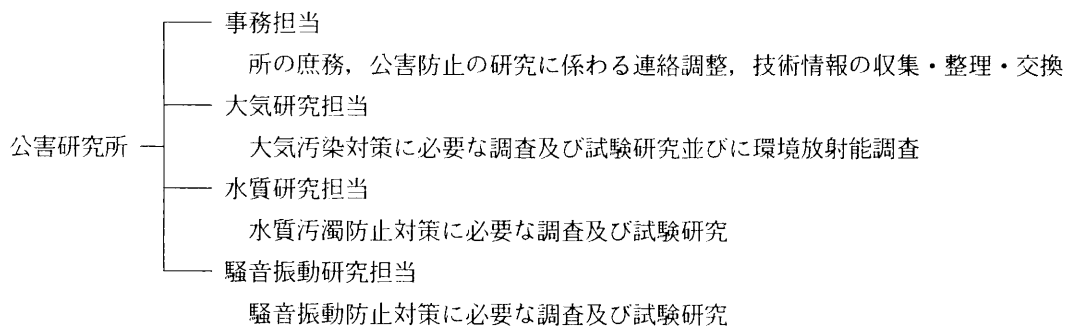 事務担当
所の庶務，公害防止の研究に係わる連絡調整，技術情報の収集・整理・交換
大気研究担当
公害研究所
大気汚染対策に必要な調査及び試験研究並びに環境放射能調査
水質研究担当
水質汚濁防止対策に必要な調査及び試験研究
騒音振動研究担当
騒音振動防止対策に必要な調査及び試験研究